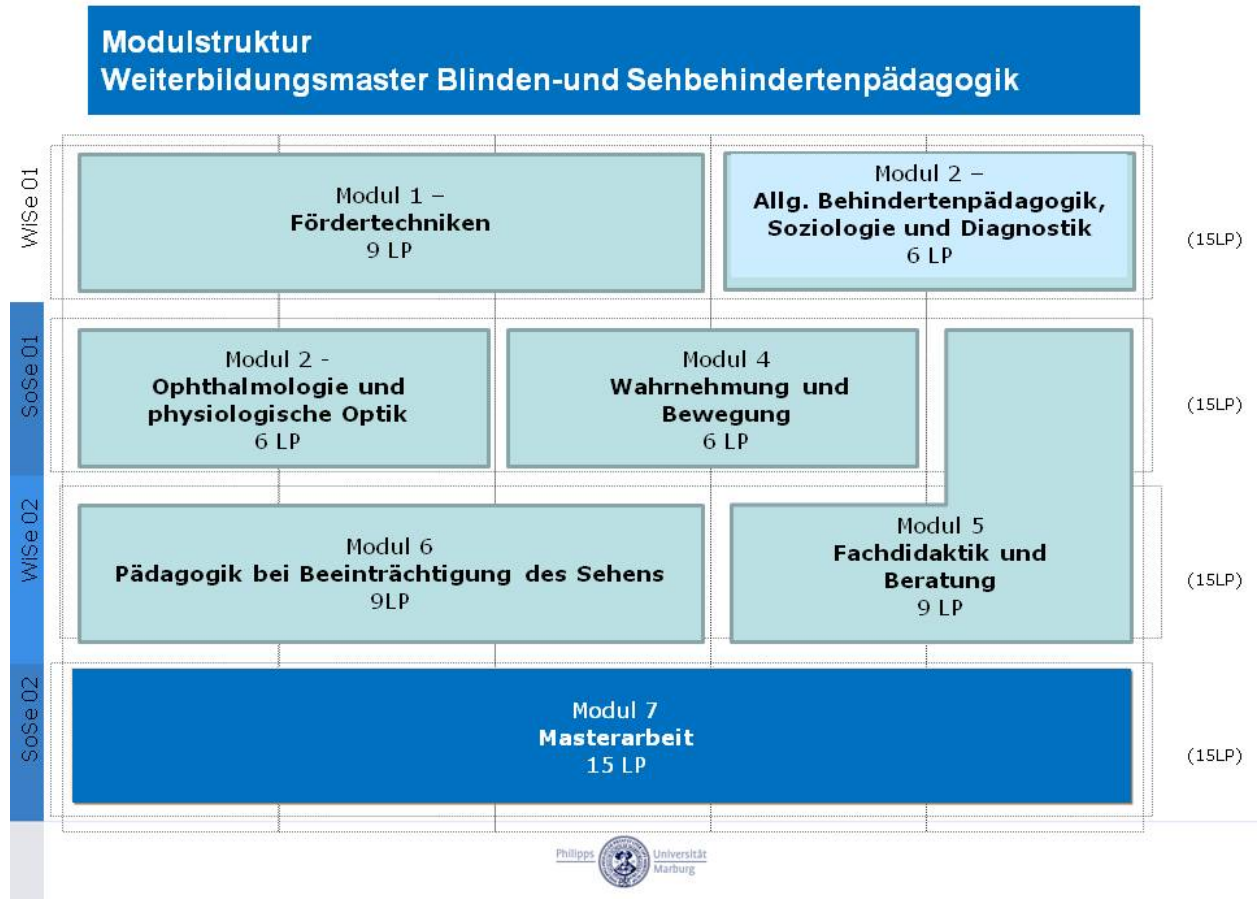 Modulstruktur
Weiterbildungsmaster Blinden-und Sehbehindertenpädagogik
WiSe 01
Modul 1 –
Fördertechniken
9 LP
Modul 2 –
Allg. Behindertenpädagogik,
Soziologie und Diagnostik
6 LP
(15LP)
SoSe 01
Modul 2 -
Ophthalmologie und
physiologische Optik
6 LP
Modul 4
Wahrnehmung und
Bewegung
6 LP
(15LP)
WiSe 02
Modul 6
Pädagogik bei Beeinträchtigung des Sehens
9LP
Modul 5
Fachdidaktik und
Beratung
9 LP
(15LP)
SoSe 02
Modul 7
Masterarbeit
15 LP
(15LP)
Philipps Universität
Marburg